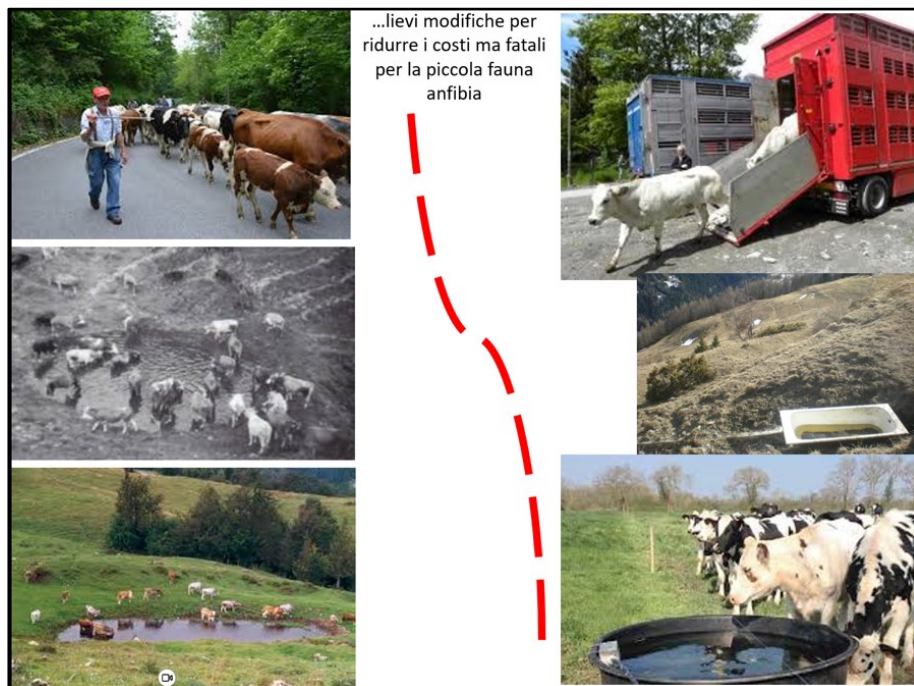 ...lievi modifiche per
ridurre i costi ma fatali
per la piccola fauna
anfibia